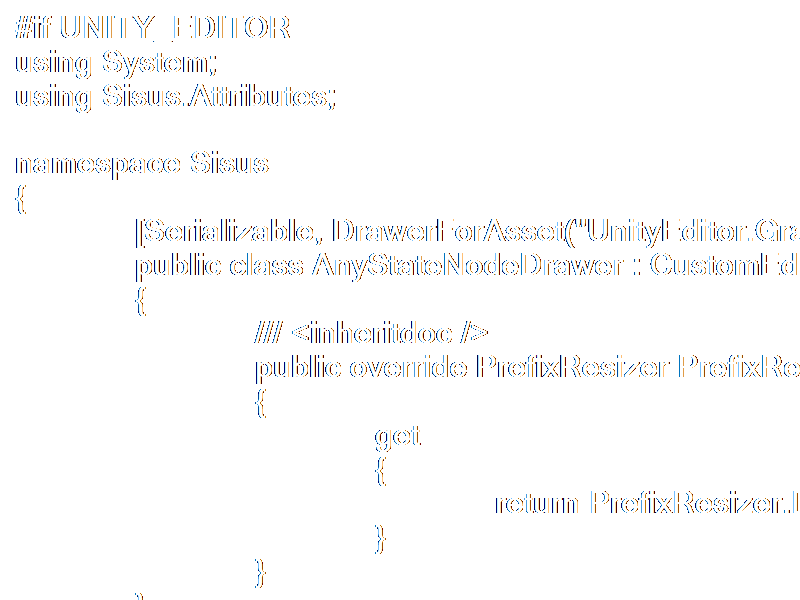 #if UNITY_EDITOR
using System;
using Sisus.Attributes;
namespace Sisus
{
[Serializable, DrawerForAsset("UnityEditor.Gra
public class AnyStateNodeDrawer : CustomEd
{
//// <inheritdoc />
public override PrefixResizer PrefixRe
{
get
{
return PrefixResizer.
}
}
}